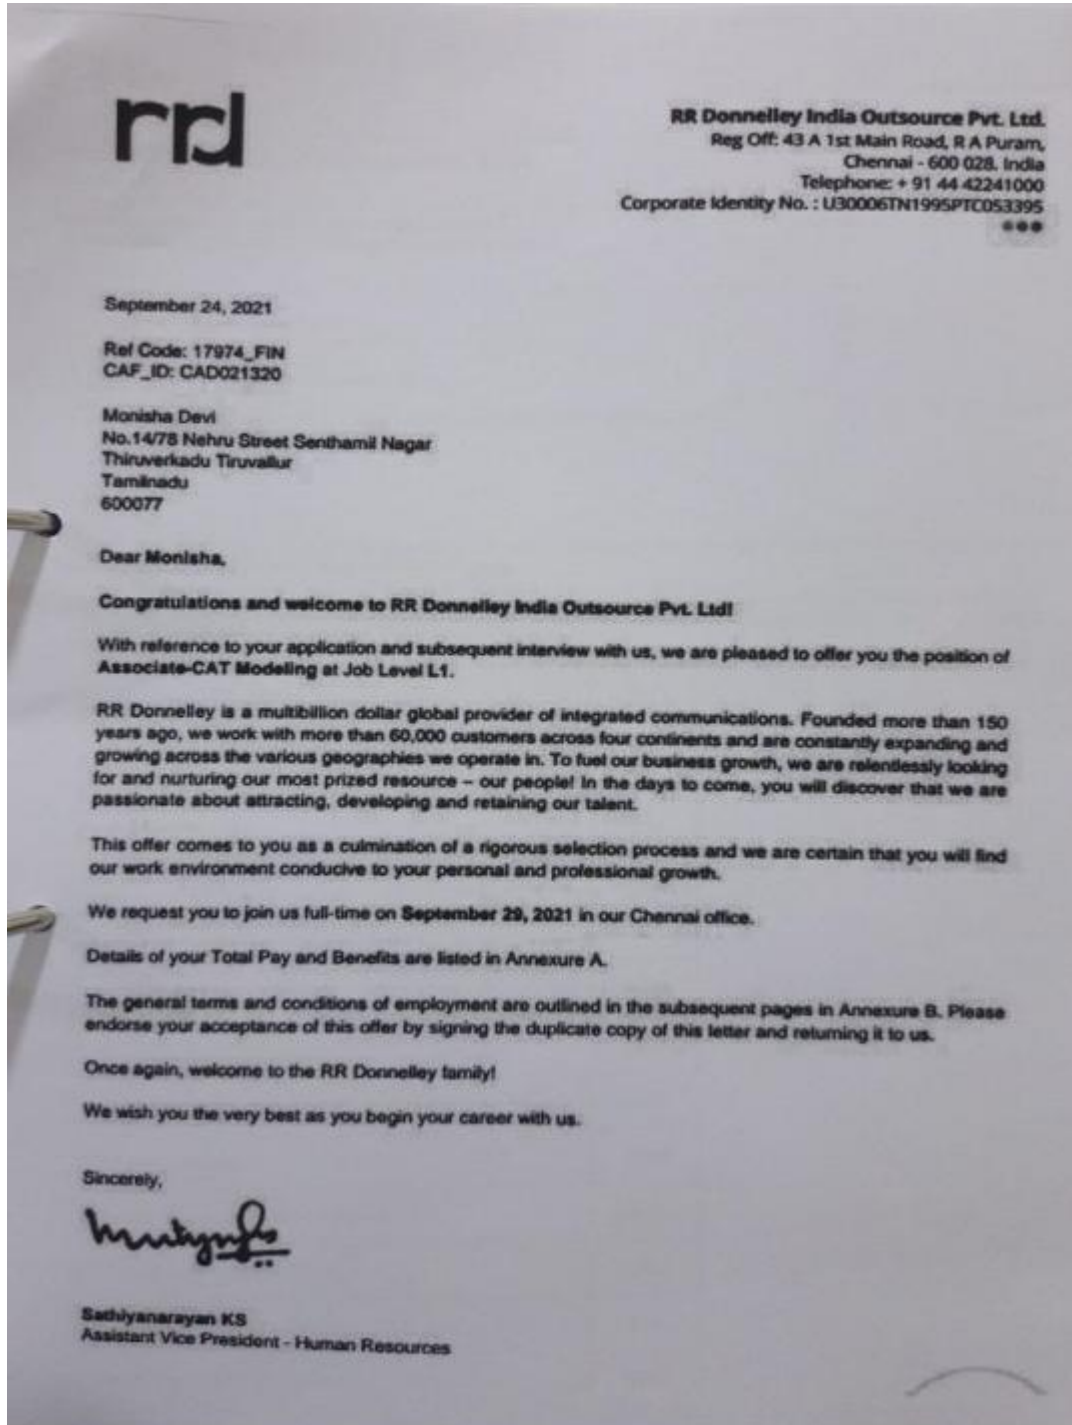 rrd
RR Donnelley India Outsource Pvt. Ltd.
Reg Off: 43 A 1st Main Road, R A Puram,
Chennai - 600 028, India
Telephone: + 91 44 42241000
Corporate Identity No. : U30006TN1995PTC053395
September 24, 2021
Ref Code: 17974_FIN
CAF_ID: CAD021320
Monisha Devi
No.14/78 Nehru Street Senthamil Nagar
Thiruverkadu Tiruvallur
Tamilnadu
600077
Dear Monisha,
Congratulations and welcome to RR Donnelley India Outsource Pvt. Ltd!
With reference to your application and subsequent interview with us, we are pleased to offer you the position of
Associate-CAT Modeling at Job Level L1.
RR Donnelley is a multibillion dollar global provider of integrated communications. Founded more than 150
years ago, we work with more than 60,000 customers across four continents and are constantly expanding and
growing across the various geographies we operate in. To fuel our business growth, we are relentlessly looking
for and nurturing our most prized resource – our people! In the days to come, you will discover that we are
passionate about attracting, developing and retaining our talent.
This offer comes to you as a culmination of a rigorous selection process and we are certain that you will find
our work environment conducive to your personal and professional growth.
We request you to join us full-time on September 29, 2021 in our Chennai office.
Details of your Total Pay and Benefits are listed in Annexure A.
The general terms and conditions of employment are outlined in the subsequent pages in Annexure B. Please
endorse your acceptance of this offer by signing the duplicate copy of this letter and returning it to us.
Once again, welcome to the RR Donnelley family!
We wish you the very best as you begin your career with us.
Sincerely,
Sathiyanarayan KS
Assistant Vice President - Human Resources